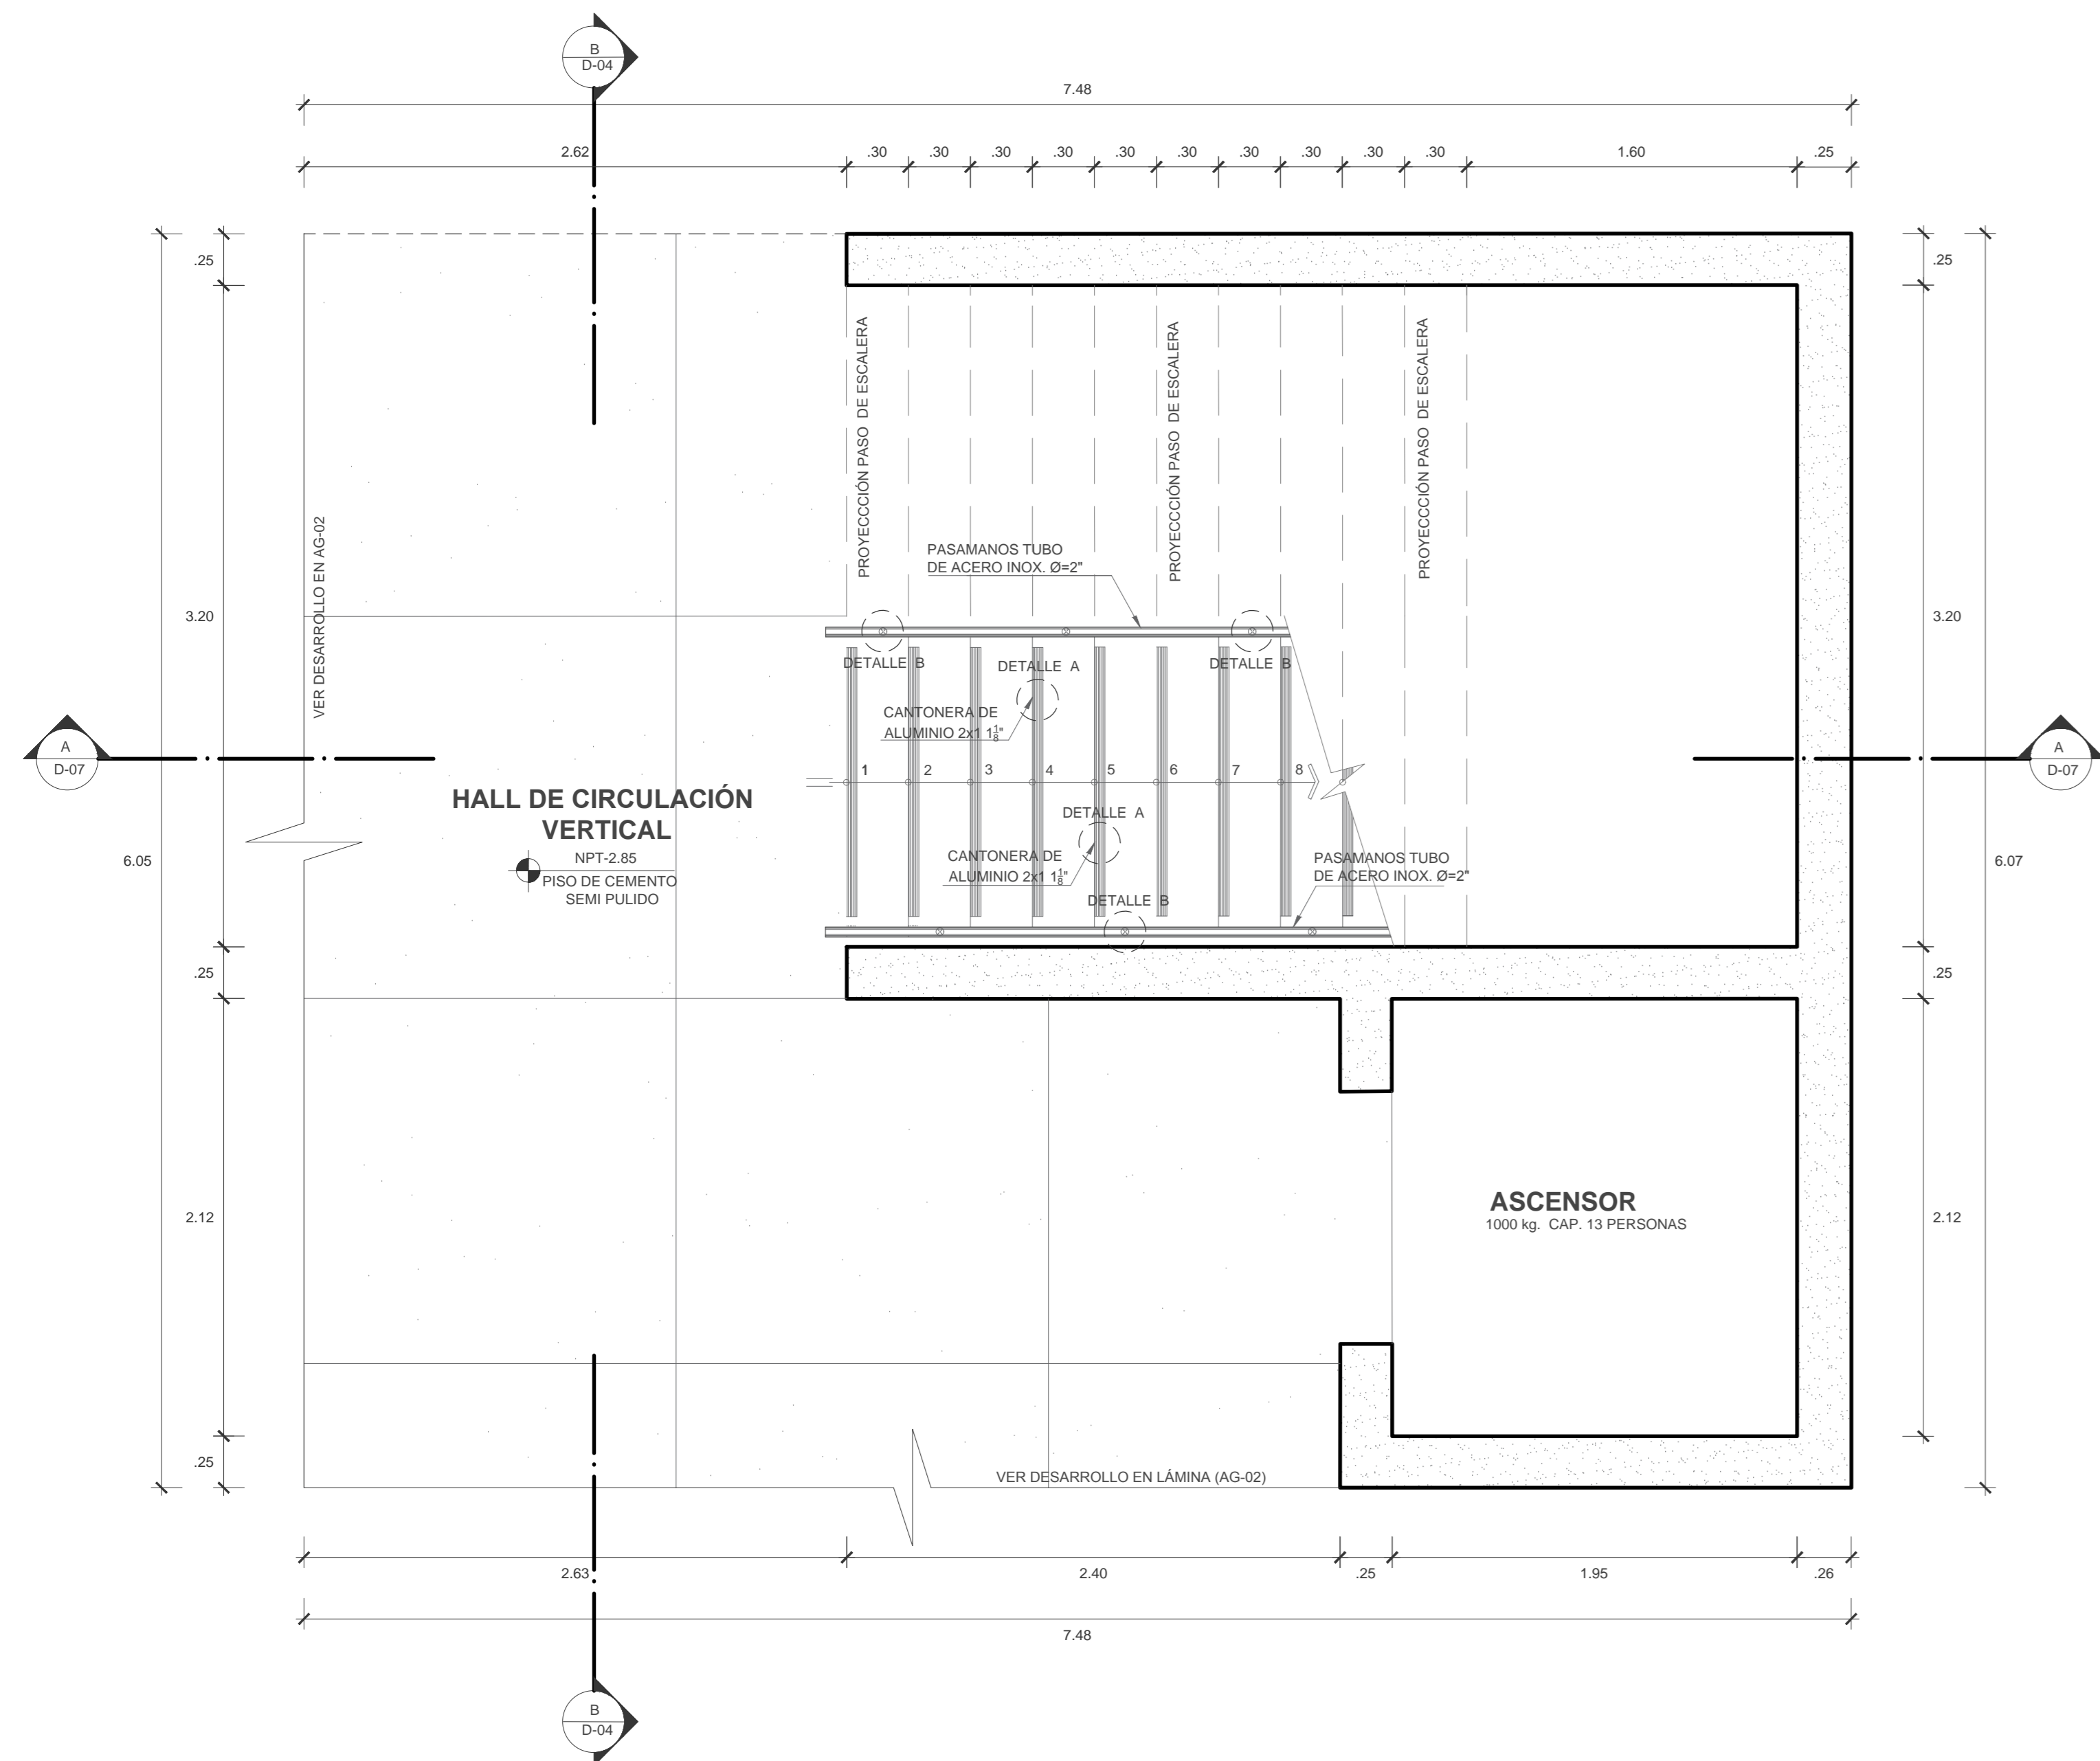 B
D-04
7.48
2.62
.30
.30
.30
.30
.30
.30
.30
.30
.30
.30
1.60
.25
.25
.25
PROYECCCIÓN PASO DE ESCALERA
PROYECCCIÓN PASO DE ESCALERA
PROYECCCIÓN PASO DE ESCALERA
VER DESARROLLO EN AG-02
PASAMANOS TUBO
DE ACERO INOX. Ø=2"
3.20
3.20
DETALLE B
DETALLE A
DETALLE B
CANTONERA DE
ALUMINIO 2x1 1⅛"
A
D-07
A
D-07
1
2
3
4
5
6
7
8
HALL DE CIRCULACIÓN
VERTICAL
NPT-2.85
PISO DE CEMENTO
SEMI PULIDO
DETALLE A
CANTONERA DE
ALUMINIO 2x1 1⅛"
PASAMANOS TUBO
DE ACERO INOX. Ø=2"
DETALLE B
6.05
6.07
.25
.25
ASCENSOR
1000 kg. CAP. 13 PERSONAS
2.12
2.12
.25
VER DESARROLLO EN LÁMINA (AG-02)
2.63
2.40
.25
1.95
.26
7.48
B
D-04